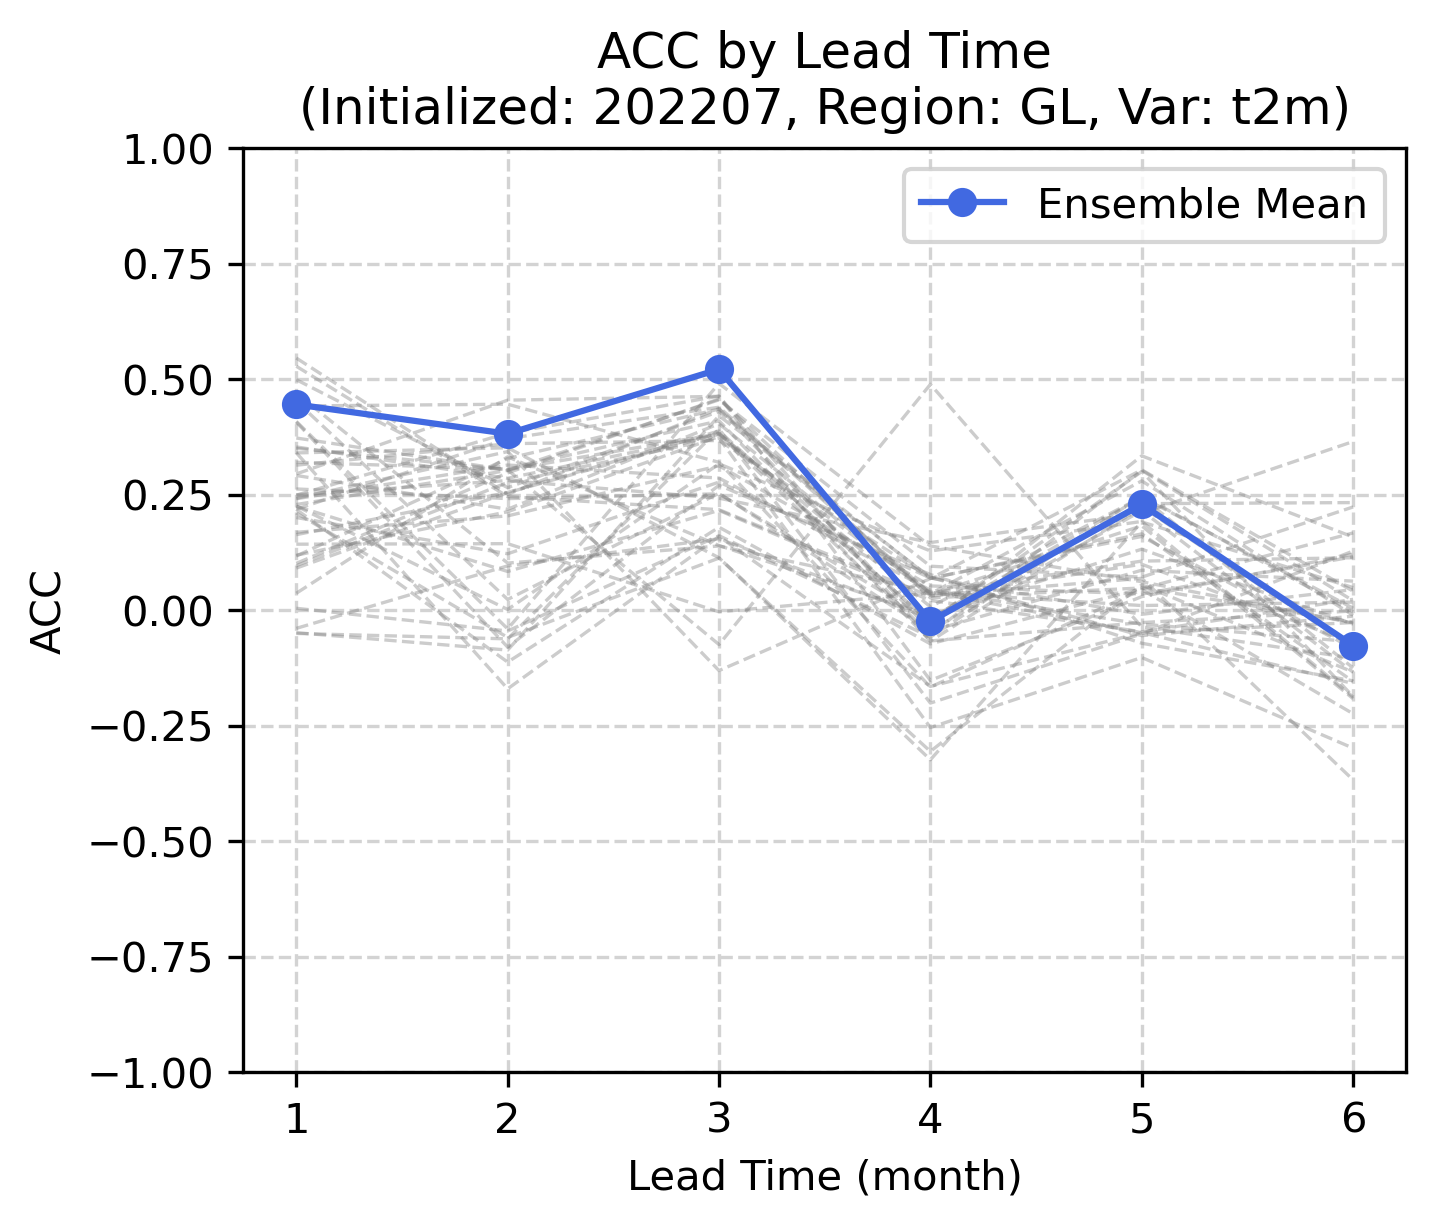 ACC by Lead Time
(Initialized: 202207, Region: GL, Var: t2m)
Ensemble Mean
1.00
0.75
0.50
0.25
0.00
−0.25
−0.50
−0.75
−1.00
ACC
1 2 3 4 5 6
Lead Time (month)